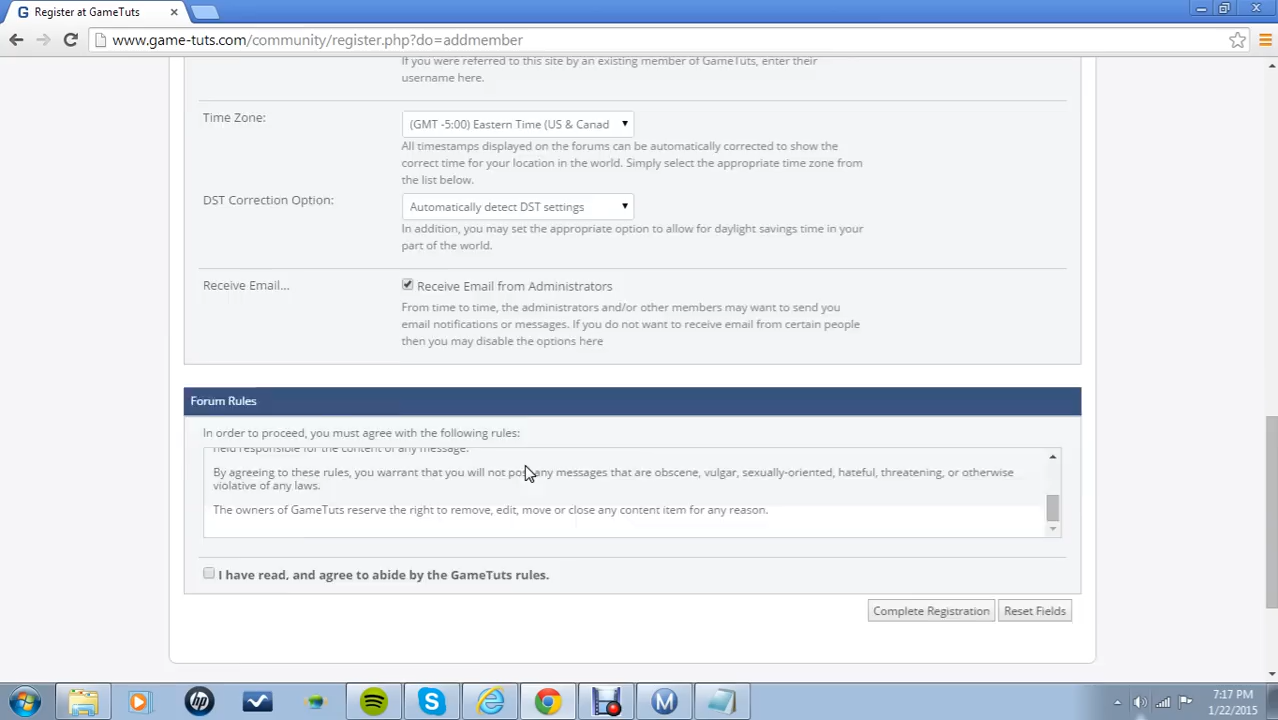 Register at GameTuts
www.game-tuts.com/community/register.php?do=addmember
If you were referred to this site by an existing member of GameTuts, enter their
username here.
Time Zone:
(GMT -5:00) Eastern Time (US & Canad
All timestamps displayed on the forums can be automatically corrected to show the
correct time for your location in the world. Simply select the appropriate time zone from
the list below.
DST Correction Option:
Automatically detect DST settings
In addition, you may set the appropriate option to allow for daylight savings time in your
part of the world.
Receive Email...
Receive Email from Administrators
From time to time, the administrators and/or other members may want to send you
email notifications or messages. If you do not want to receive email from certain people
then you may disable the options here
Forum Rules
In order to proceed, you must agree with the following rules:
held responsible for the content of any message.
By agreeing to these rules, you warrant that you will not post any messages that are obscene, vulgar, sexually-oriented, hateful, threatening, or otherwise
violative of any laws.
The owners of GameTuts reserve the right to remove, edit, move or close any content item for any reason.
I have read, and agree to abide by the GameTuts rules.
Complete Registration Reset Fields
7:17 PM
1/22/2015